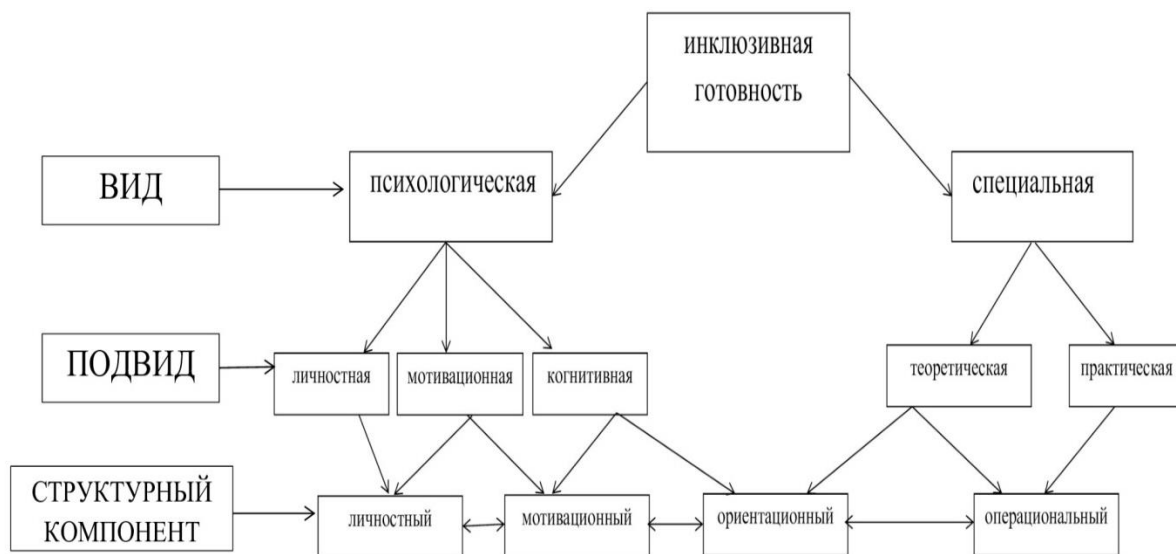 инклюзивная
готовность
ВИД
психологическая
специальная
ПОДВИД
личностная
мотивационная
когнитивная
теоретическая
практическая
СТРУКТУРНЫЙ
КОМПОНЕНТ
личностный
мотивационный
ориентационный
операциональный